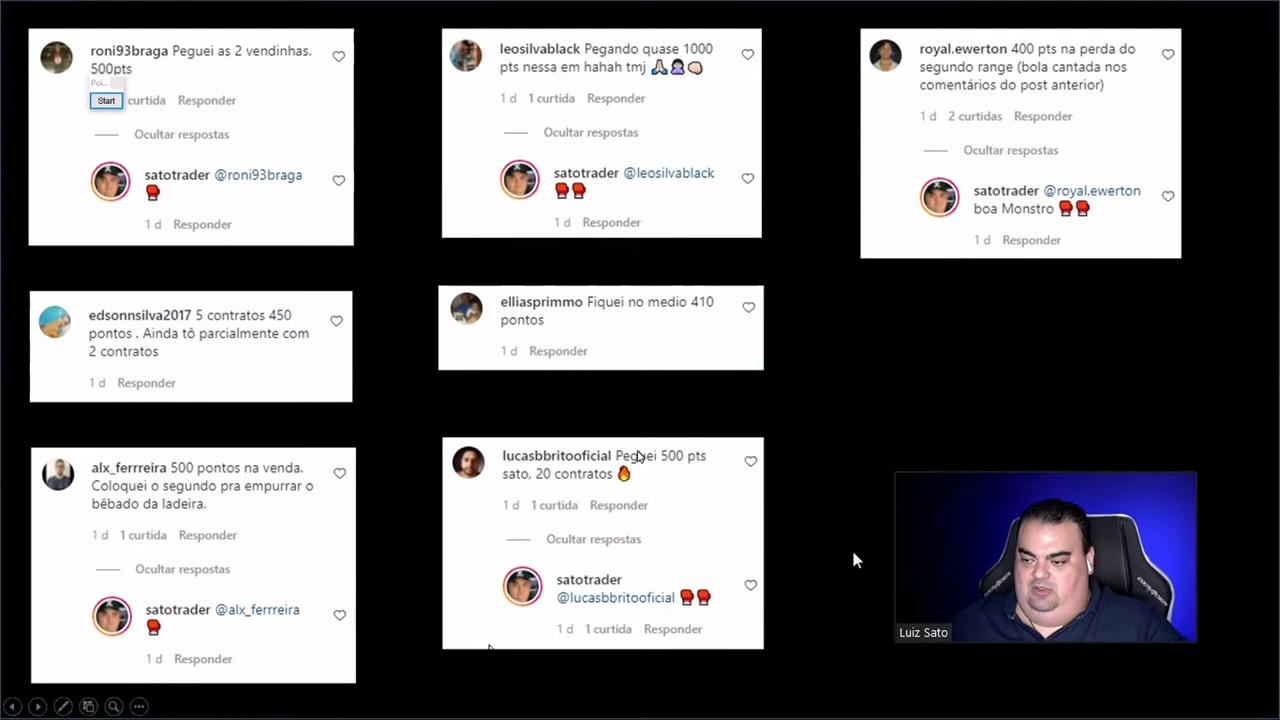 roni93braga Peguei as 2 vendinhas.
500pts
Poi...
Start
curtida Responder
Ocultar respostas
satotrader @roni93braga
1 d Responder
leosilvablack Pegando quase 1000
pts nessa em hahah tmj 🙏🏻🙇🏻‍♀️👊🏻
1 d 1 curtida Responder
Ocultar respostas
satotrader @leosilvablack
🥊🥊
1 d Responder
royal.ewerton 400 pts na perda do
segundo range (bola cantada nos
comentários do post anterior)
1 d 2 curtidas Responder
Ocultar respostas
satotrader @royal.ewerton
boa Monstro 🥊🥊
1 d Responder
edsonnsilva2017 5 contratos 450
pontos . Ainda tô parcialmente com
2 contratos
1 d Responder
elliasprimmo Fiquei no medio 410
pontos
1 d Responder
alx_ferrreira 500 pontos na venda.
Coloquei o segundo pra empurrar o
bêbado da ladeira.
1 d 1 curtida Responder
Ocultar respostas
satotrader @alx_ferrreira
🥊
1 d Responder
lucasbbritooficial Peguei 500 pts
sato, 20 contratos 🔥
1 d 1 curtida Responder
Ocultar respostas
satotrader
@lucasbbritooficial 🥊🥊
1 d 1 curtida Responder
Luiz Sato